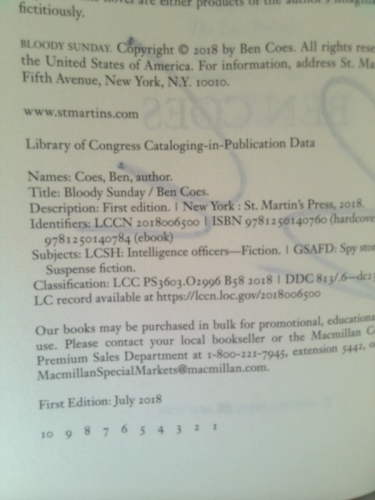 fictitiously.
BLOODY SUNDAY. Copyright © 2018 by Ben Coes. All rights rese
the United States of America. For information, address St. Ma
Fifth Avenue, New York, N.Y. 10010.
www.stmartins.com
Library of Congress Cataloging-in-Publication Data
Names: Coes, Ben, author.
Title: Bloody Sunday / Ben Coes.
Description: First edition. | New York : St. Martin's Press, 2018.
Identifiers: LCCN 2018006500 | ISBN 9781250140760 (hardcove
9781250140784 (ebook)
Subjects: LCSH: Intelligence officers—Fiction. | GSAFD: Spy stor
Suspense fiction.
Classification: LCC PS3603.O2996 B58 2018 | DDC 813/.6—dc23
LC record available at https://lccn.loc.gov/2018006500
Our books may be purchased in bulk for promotional, educationa
use. Please contact your local bookseller or the Macmillan C
Premium Sales Department at 1-800-221-7945, extension 5442, o
MacmillanSpecialMarkets@macmillan.com.
First Edition: July 2018
10 9 8 7 6 5 4 3 2 1